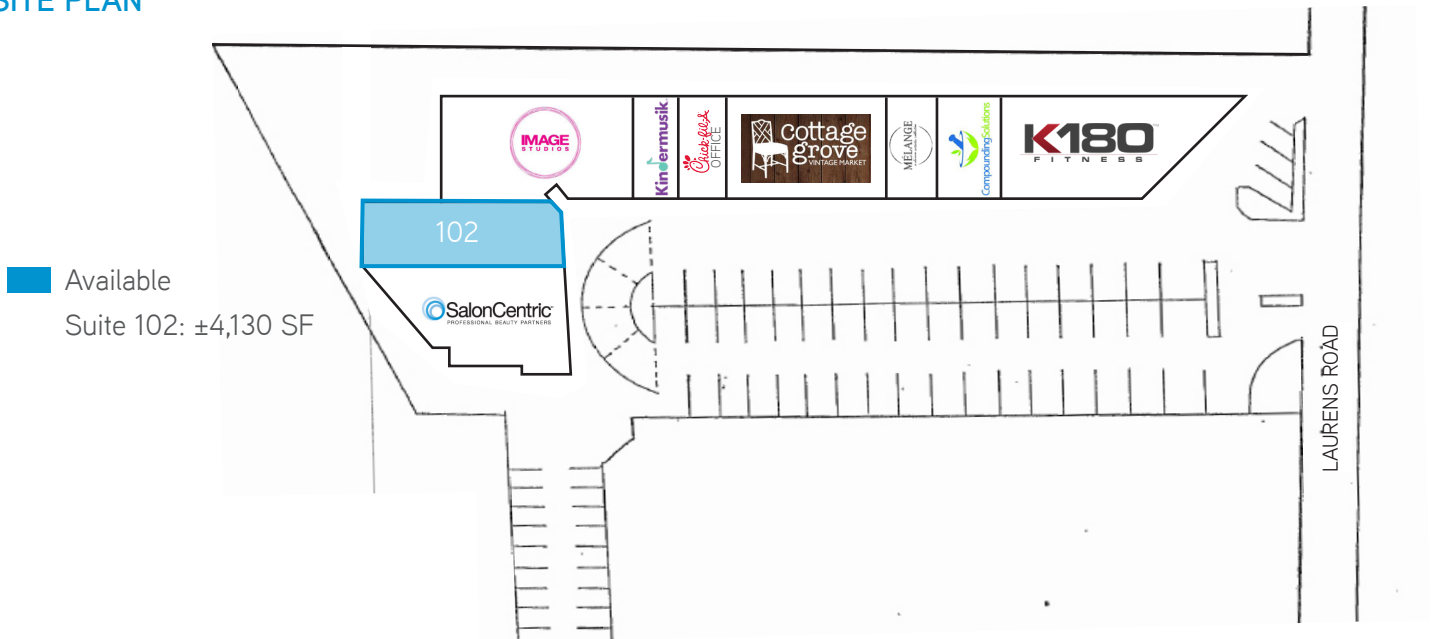 SITE PLAN
IMAGE
STUDIOS
Kindermusik
Chick-fil-A
OFFICE
cottage
grove
VINTAGE MARKET
MÉLANGE
CompoundingSolutions
K180
FITNESS
102
Available
Suite 102: ±4,130 SF
SalonCentric
PROFESSIONAL BEAUTY PARTNERS
LAURENS ROAD